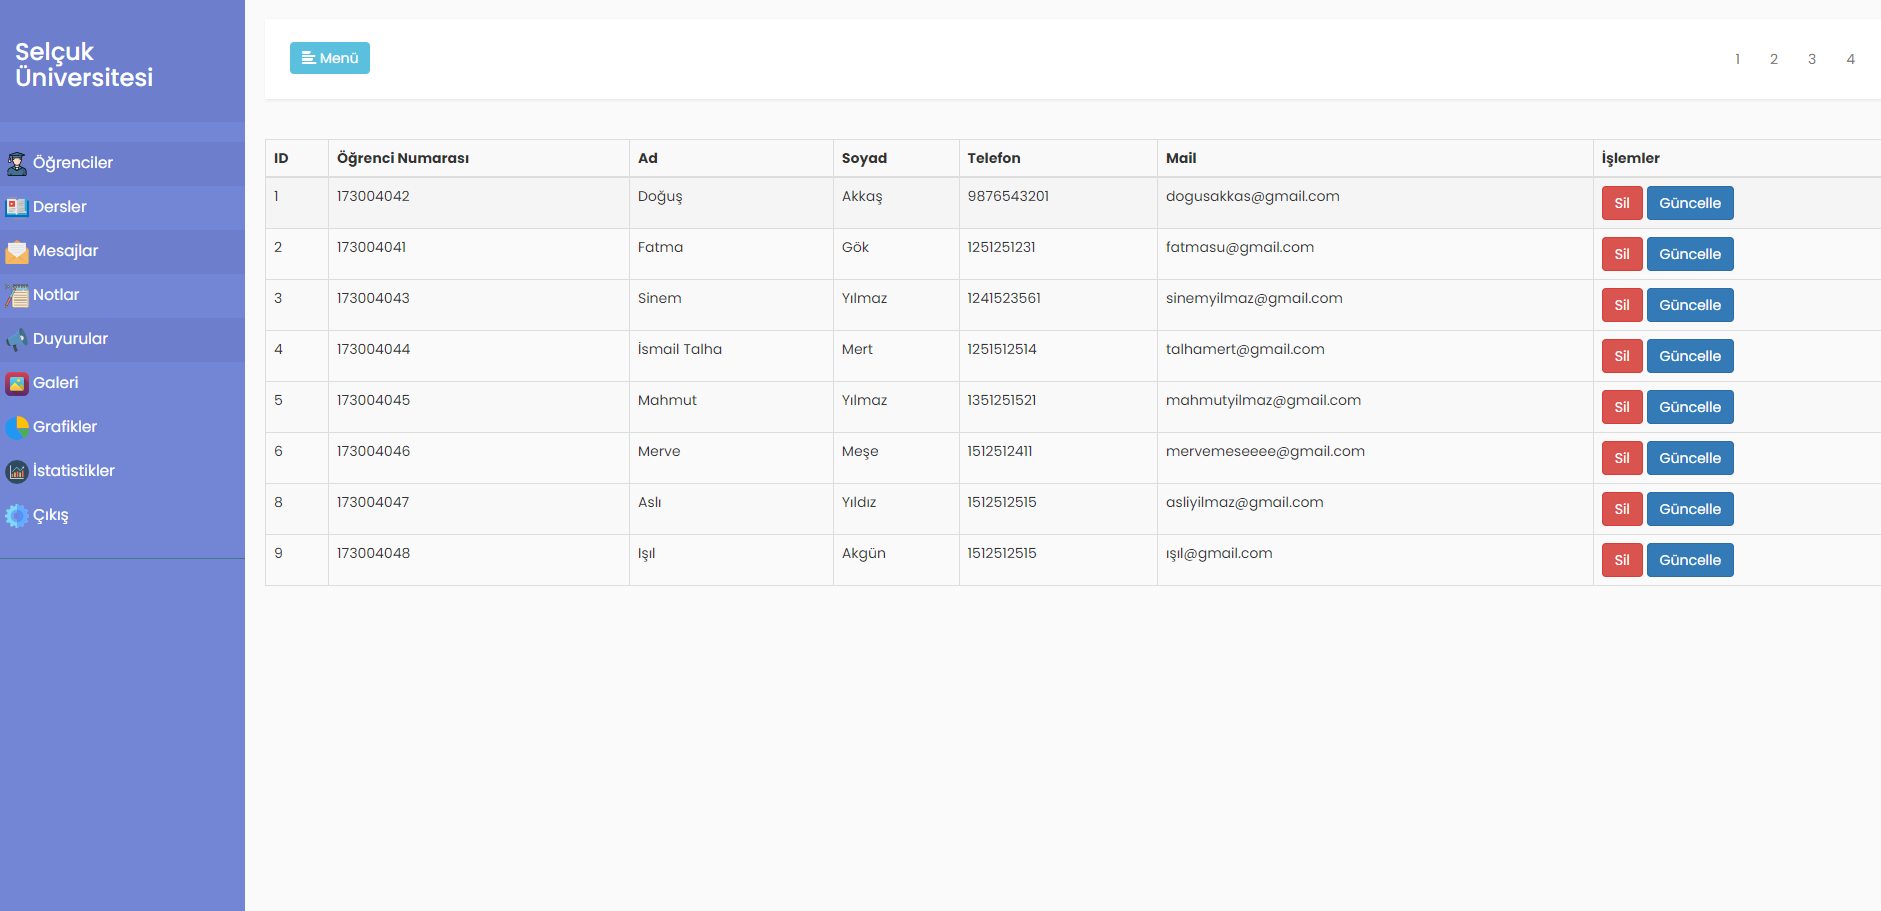 Selçuk
Üniversitesi
Öğrenciler
Dersler
Mesajlar
Notlar
Duyurular
Galeri
Grafikler
İstatistikler
Çıkış
Menü
1 2 3 4
ID Öğrenci Numarası Ad Soyad Telefon Mail İşlemler
1 173004042 Doğuş Akkaş 9876543201 dogusakkas@gmail.com Sil Güncelle
2 173004041 Fatma Gök 1251251231 fatmasu@gmail.com Sil Güncelle
3 173004043 Sinem Yılmaz 1241523561 sinemyilmaz@gmail.com Sil Güncelle
4 173004044 İsmail Talha Mert 1251512514 talhamert@gmail.com Sil Güncelle
5 173004045 Mahmut Yılmaz 1351251521 mahmutyilmaz@gmail.com Sil Güncelle
6 173004046 Merve Meşe 1512512411 mervemeseeee@gmail.com Sil Güncelle
8 173004047 Aslı Yıldız 1512512515 asliyilmaz@gmail.com Sil Güncelle
9 173004048 Işıl Akgün 1512512515 ışıl@gmail.com Sil Güncelle